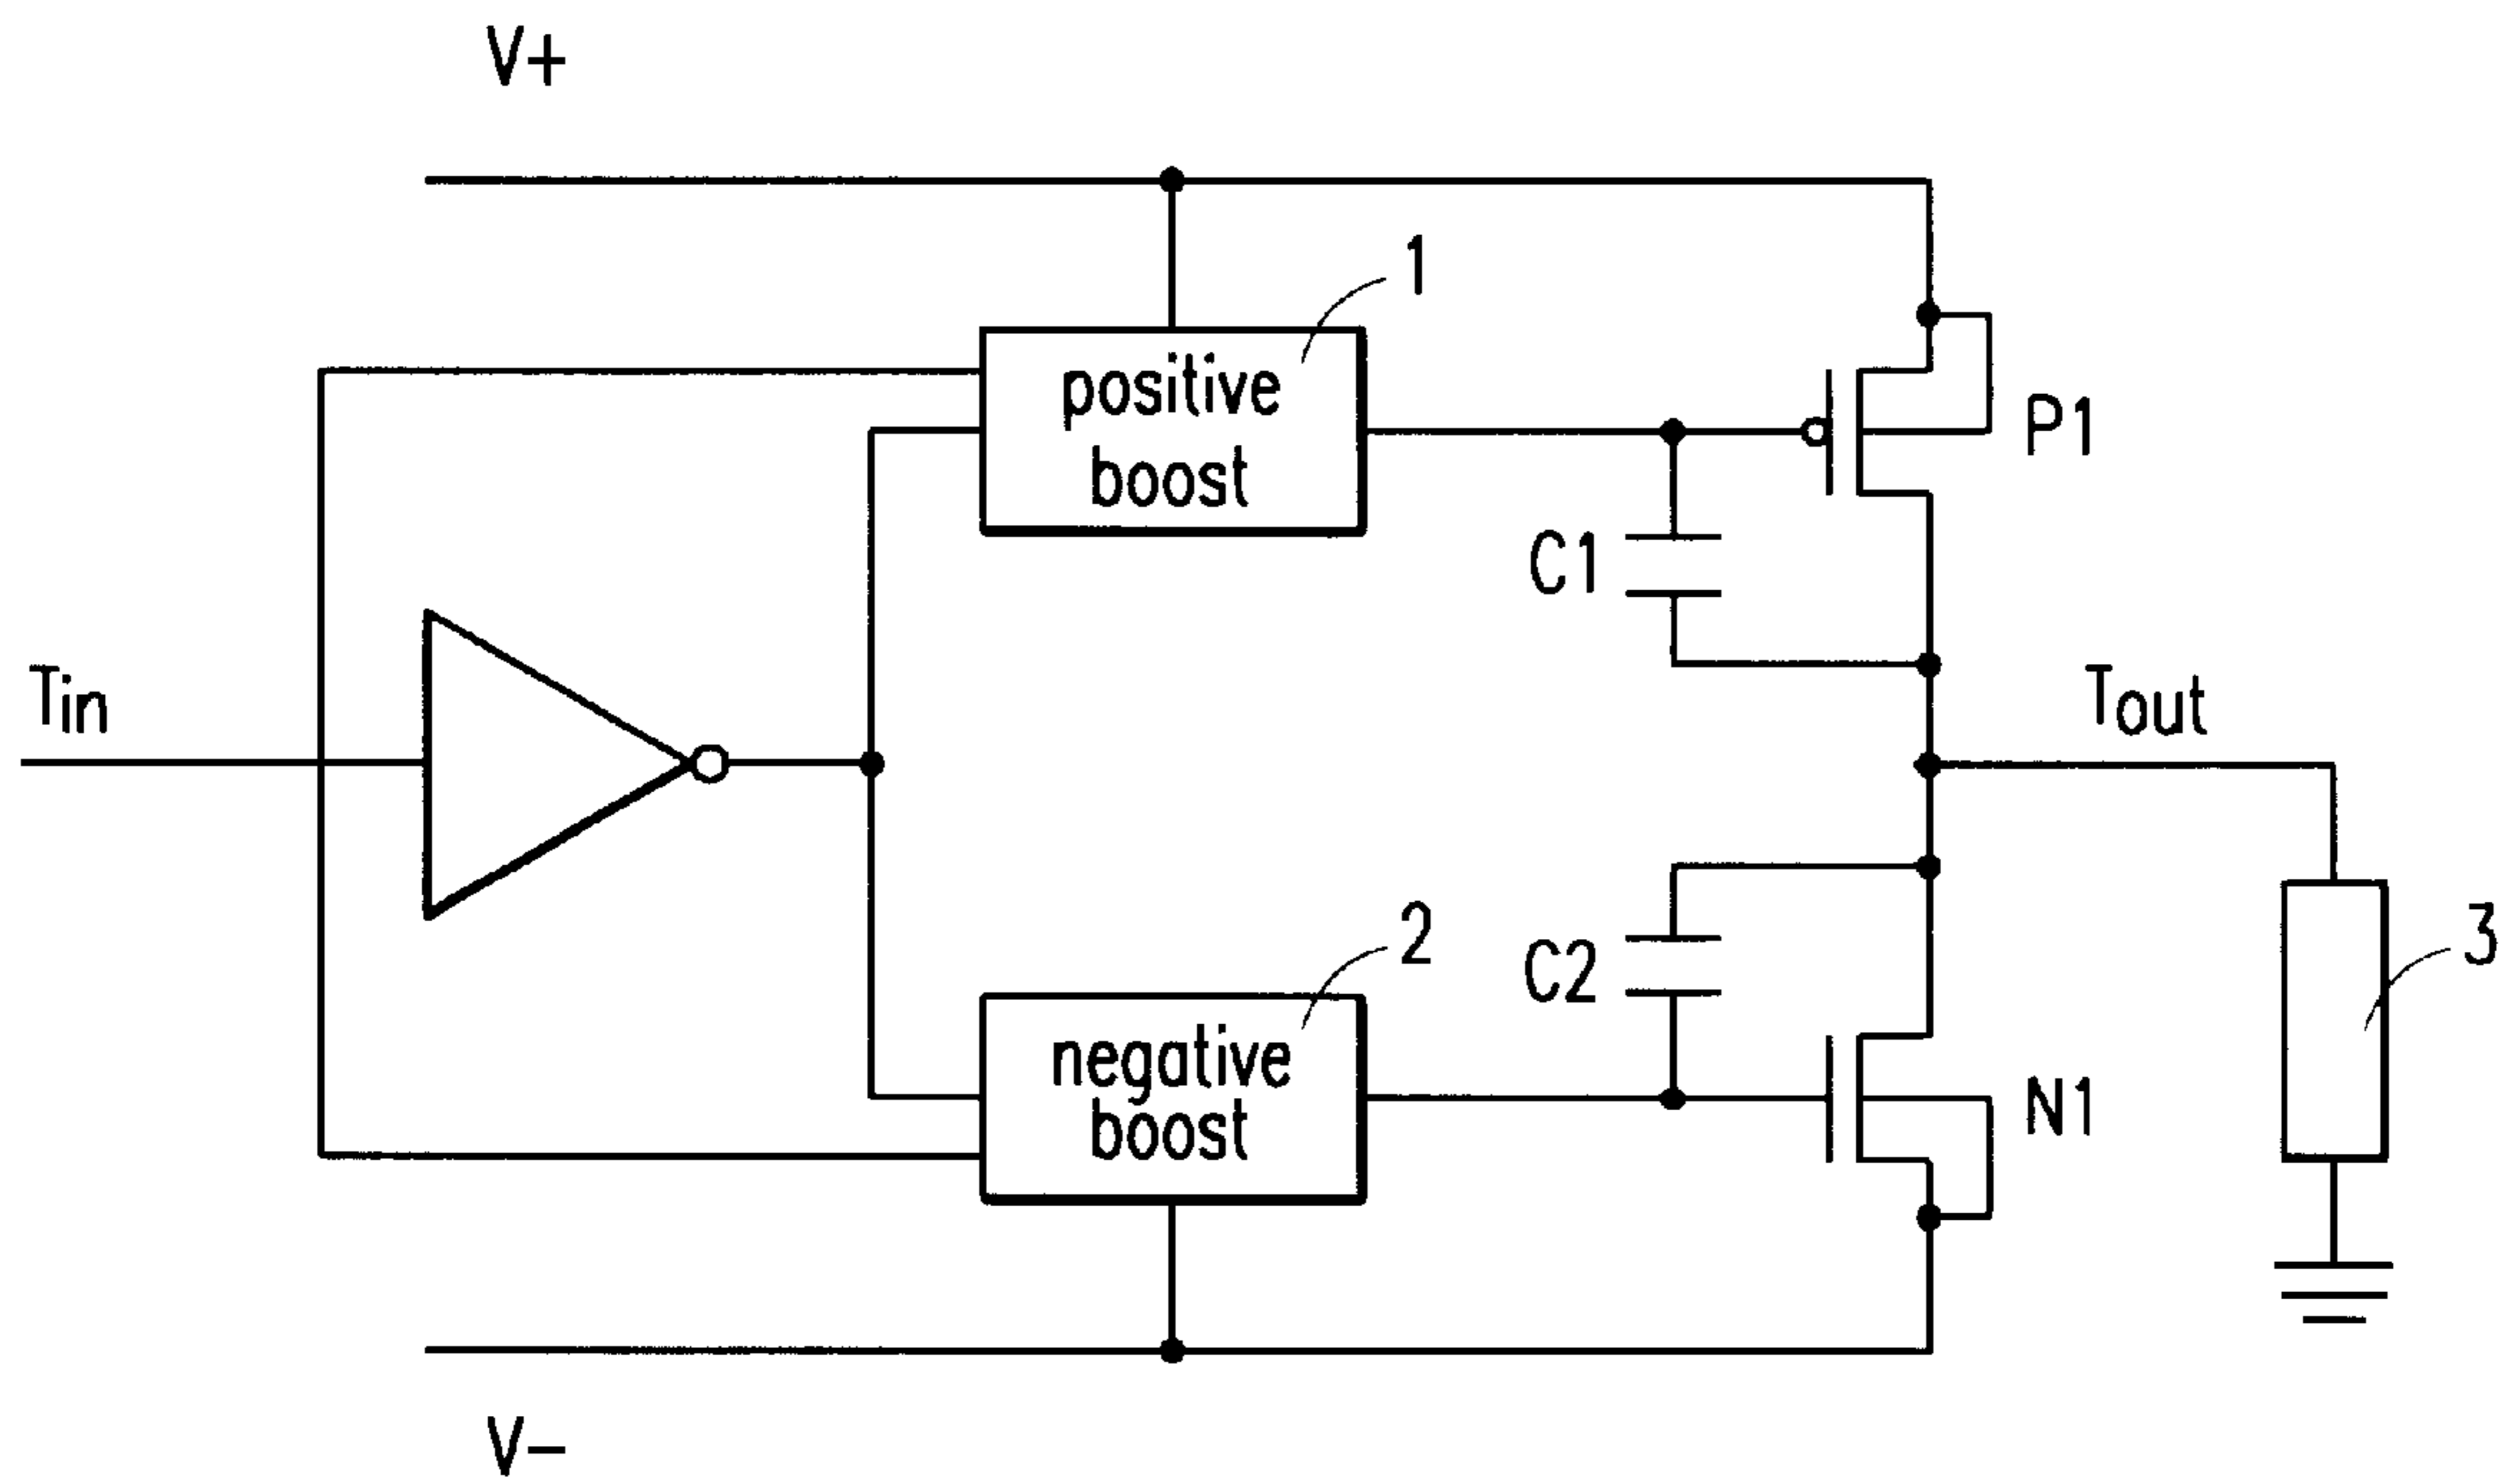 V+
1
positive
boost
P1
C1
Tin
Tout
2
3
C2
negative
boost
N1
V-